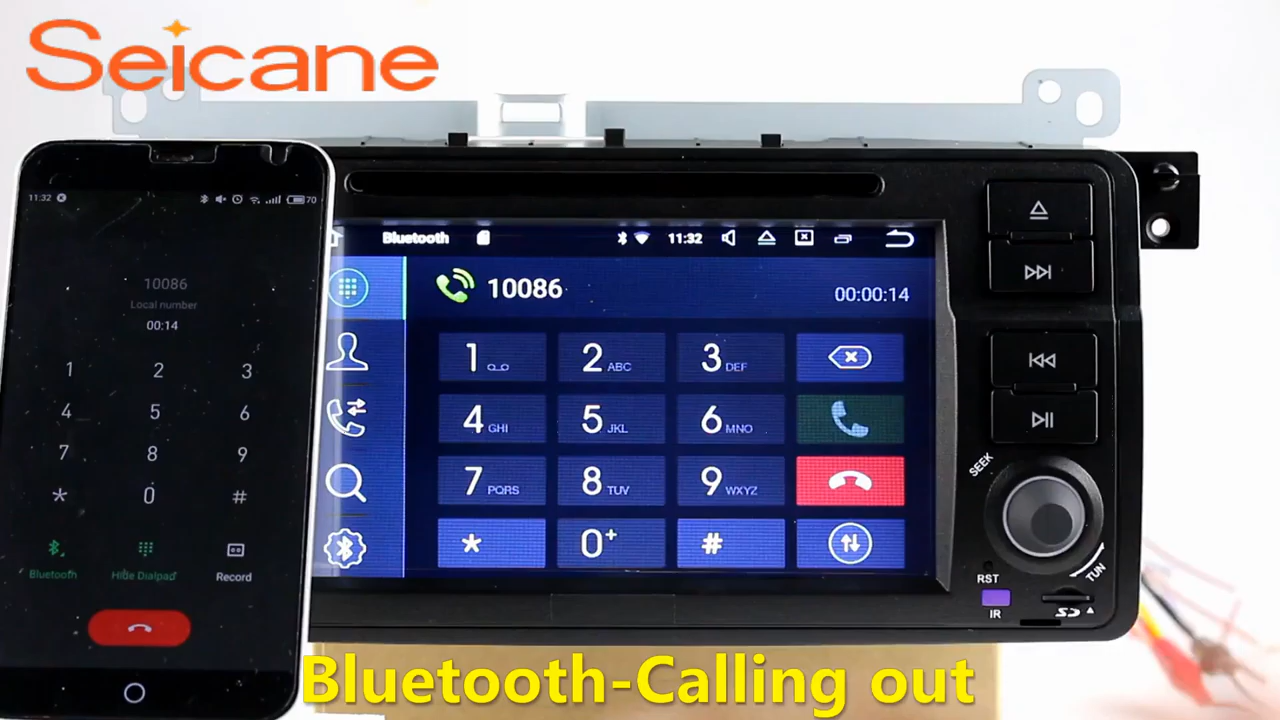 Seicane
11:32
70
10086
Local number
00:14
1 2 3
4 5 6
7 8 9
* 0 #
Bluetooth Hide Dialpad Record
Bluetooth 11:32
10086 00:00:14
1 2 ABC 3 DEF
4 GHI 5 JKL 6 MNO
7 PQRS 8 TUV 9 WXYZ
* 0+ #
SEEK
TUN
RST
IR
SD
Bluetooth-Calling out